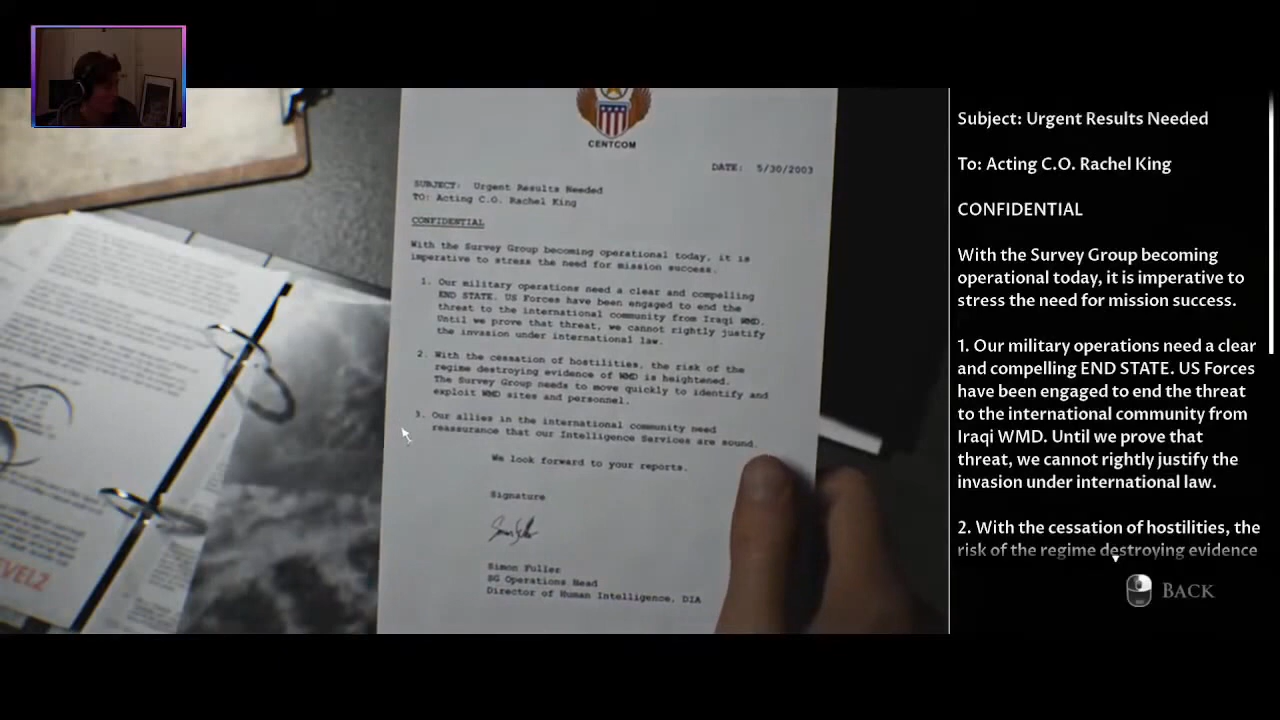 CENTCOM
DATE: 5/30/2003
SUBJECT: Urgent Results Needed
TO: Acting C.O. Rachel King
CONFIDENTIAL
With the Survey Group becoming operational today, it is
imperative to stress the need for mission success.
1. Our military operations need a clear and compelling
END STATE. US Forces have been engaged to end the
threat to the international community from Iraqi WMD.
Until we prove that threat, we cannot rightly justify
the invasion under international law.
2. With the cessation of hostilities, the risk of the
regime destroying evidence of WMD is heightened.
The Survey Group needs to move quickly to identify and
exploit WMD sites and personnel.
3. Our allies in the international community need
reassurance that our Intelligence Services are sound.
We look forward to your reports.
Signature
Simon Fuller
SG Operations Head
Director of Human Intelligence, DIA
Subject: Urgent Results Needed
To: Acting C.O. Rachel King
CONFIDENTIAL
With the Survey Group becoming
operational today, it is imperative to
stress the need for mission success.
1. Our military operations need a clear
and compelling END STATE. US Forces
have been engaged to end the threat
to the international community from
Iraqi WMD. Until we prove that
threat, we cannot rightly justify the
invasion under international law.
2. With the cessation of hostilities, the
risk of the regime destroying evidence
BACK